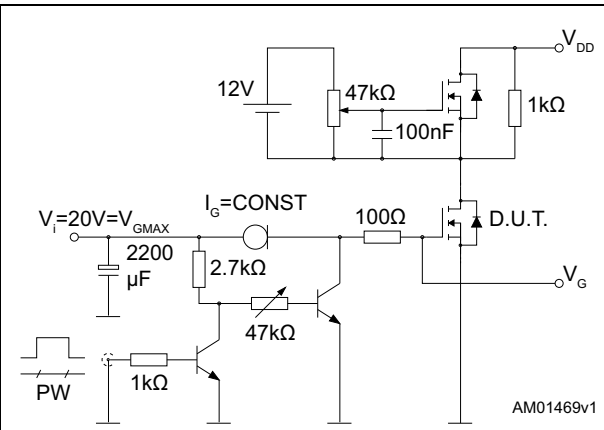 V_DD
12V
47kΩ
1kΩ
100nF
I_G=CONST
V_i=20V=V_GMAX
100Ω
D.U.T.
2200
μF
2.7kΩ
V_G
47kΩ
1kΩ
PW
AM01469v1